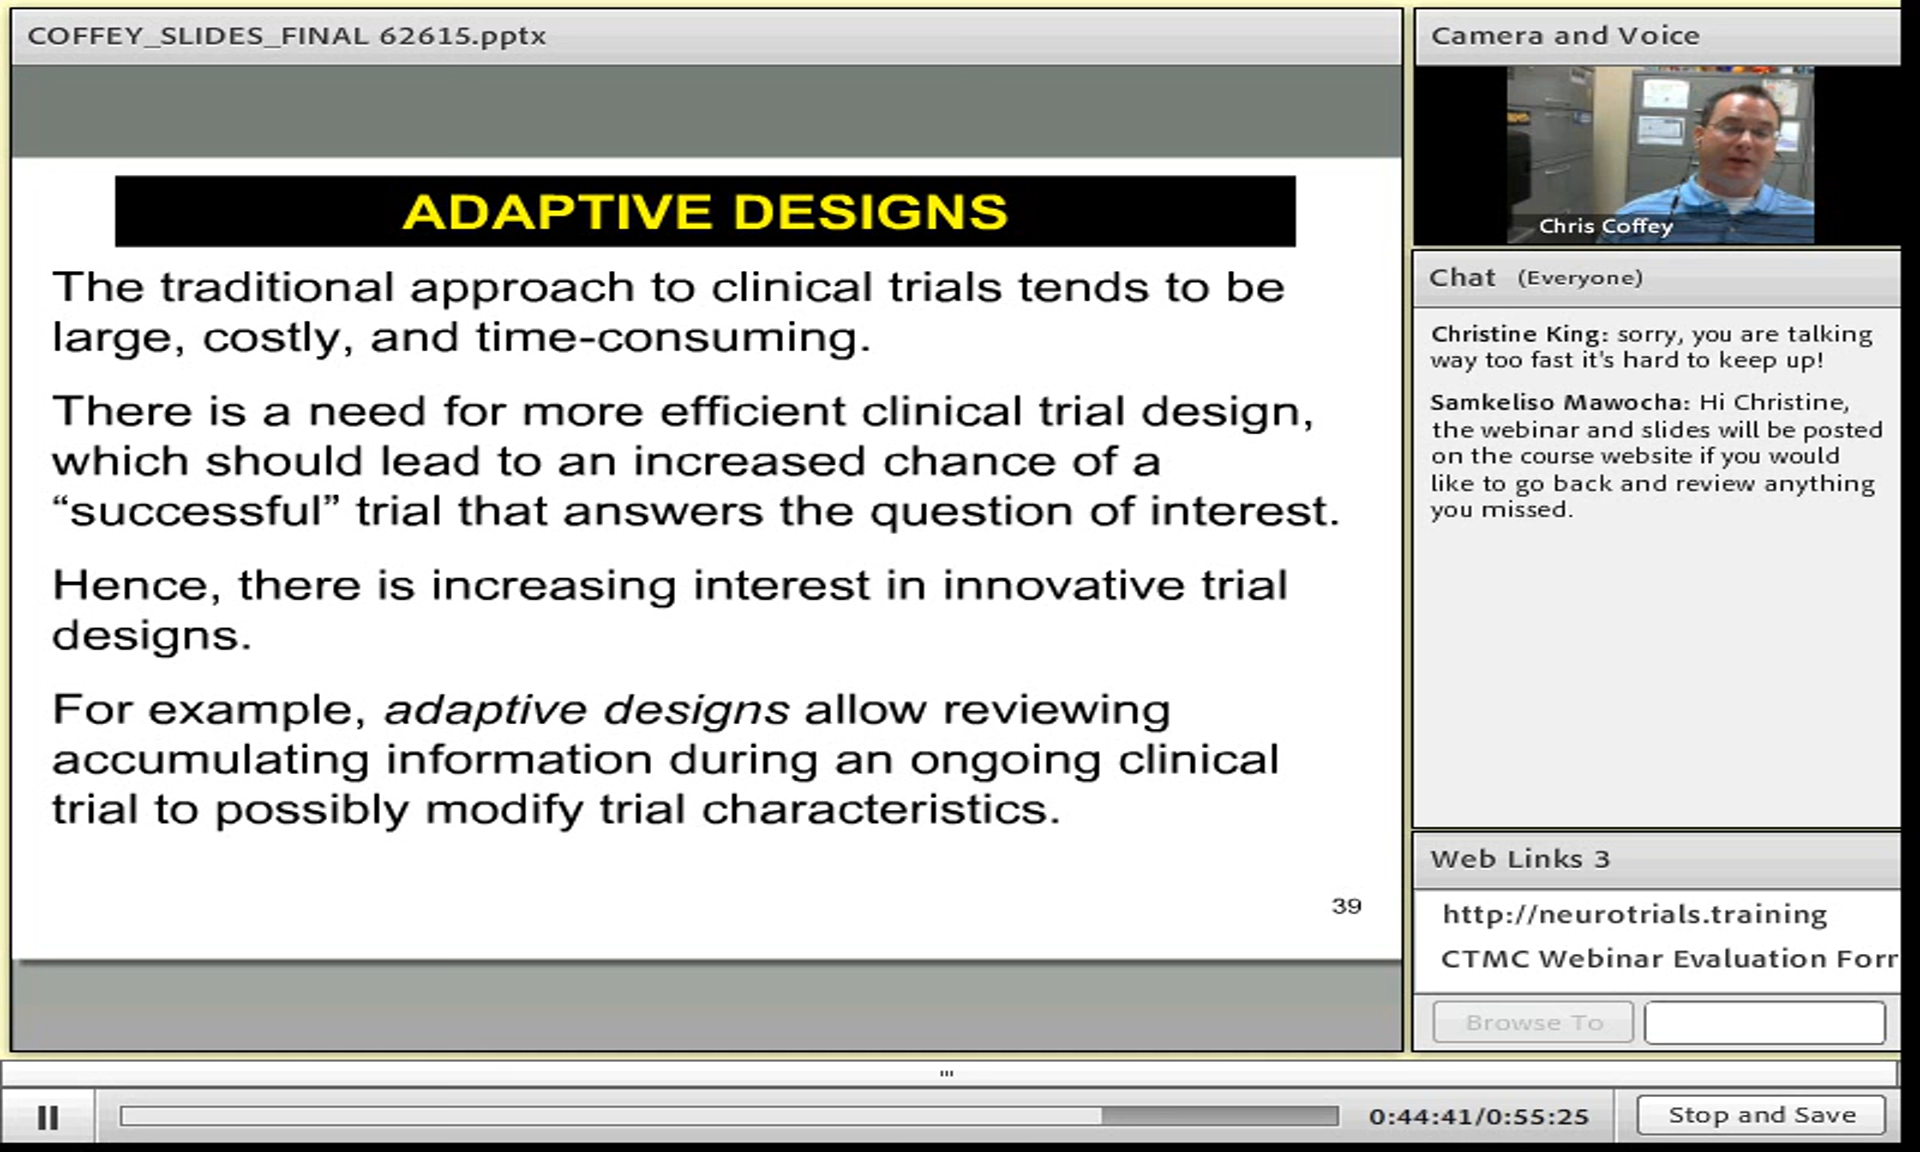 COFFEY_SLIDES_FINAL 62615.pptx
ADAPTIVE DESIGNS
The traditional approach to clinical trials tends to be
large, costly, and time-consuming.
There is a need for more efficient clinical trial design,
which should lead to an increased chance of a
“successful” trial that answers the question of interest.
Hence, there is increasing interest in innovative trial
designs.
For example, adaptive designs allow reviewing
accumulating information during an ongoing clinical
trial to possibly modify trial characteristics.
39
Camera and Voice
Chris Coffey
Chat (Everyone)
Christine King: sorry, you are talking
way too fast it's hard to keep up!
Samkeliso Mawocha: Hi Christine,
the webinar and slides will be posted
on the course website if you would
like to go back and review anything
you missed.
Web Links 3
http://neurotrials.training
CTMC Webinar Evaluation Forr
Browse To
0:44:41/0:55:25
Stop and Save